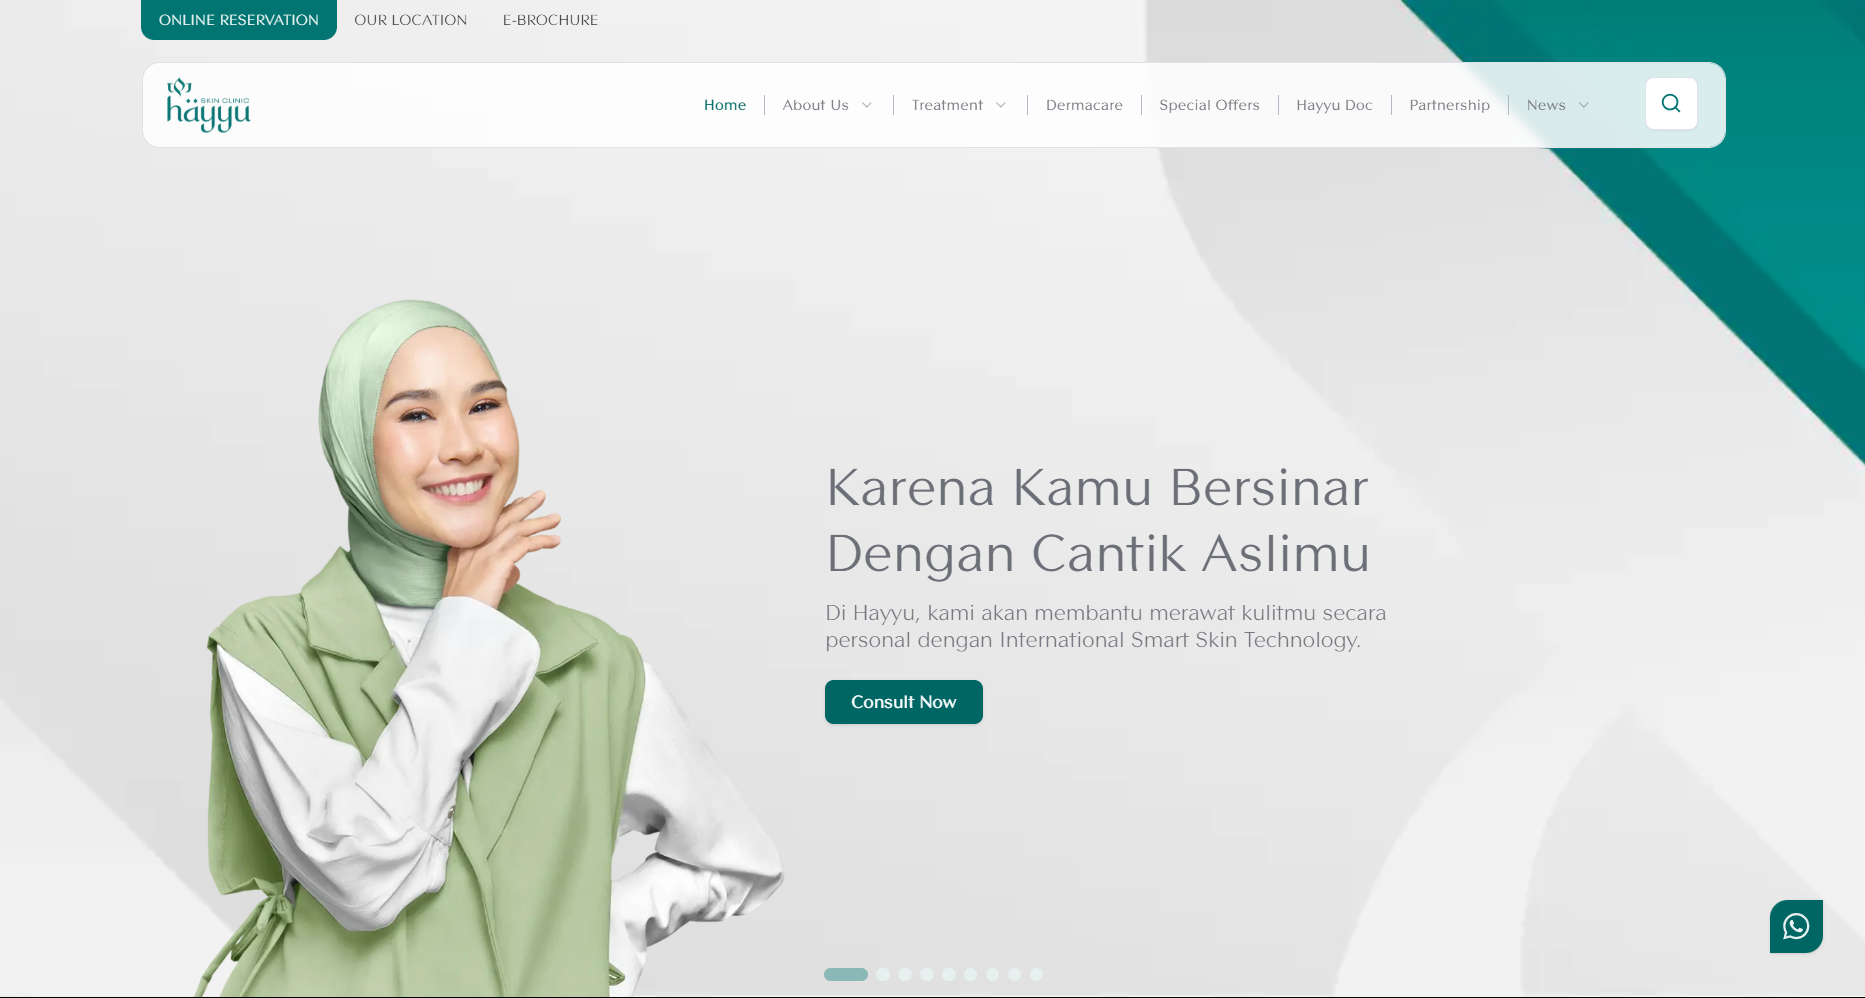 ONLINE RESERVATION
OUR LOCATION
E-BROCHURE
SKIN CLINIC
hayyu
Home
About Us
Treatment
Dermacare
Special Offers
Hayyu Doc
Partnership
News
Karena Kamu Bersinar
Dengan Cantik Aslimu
Di Hayyu, kami akan membantu merawat kulitmu secara
personal dengan International Smart Skin Technology.
Consult Now